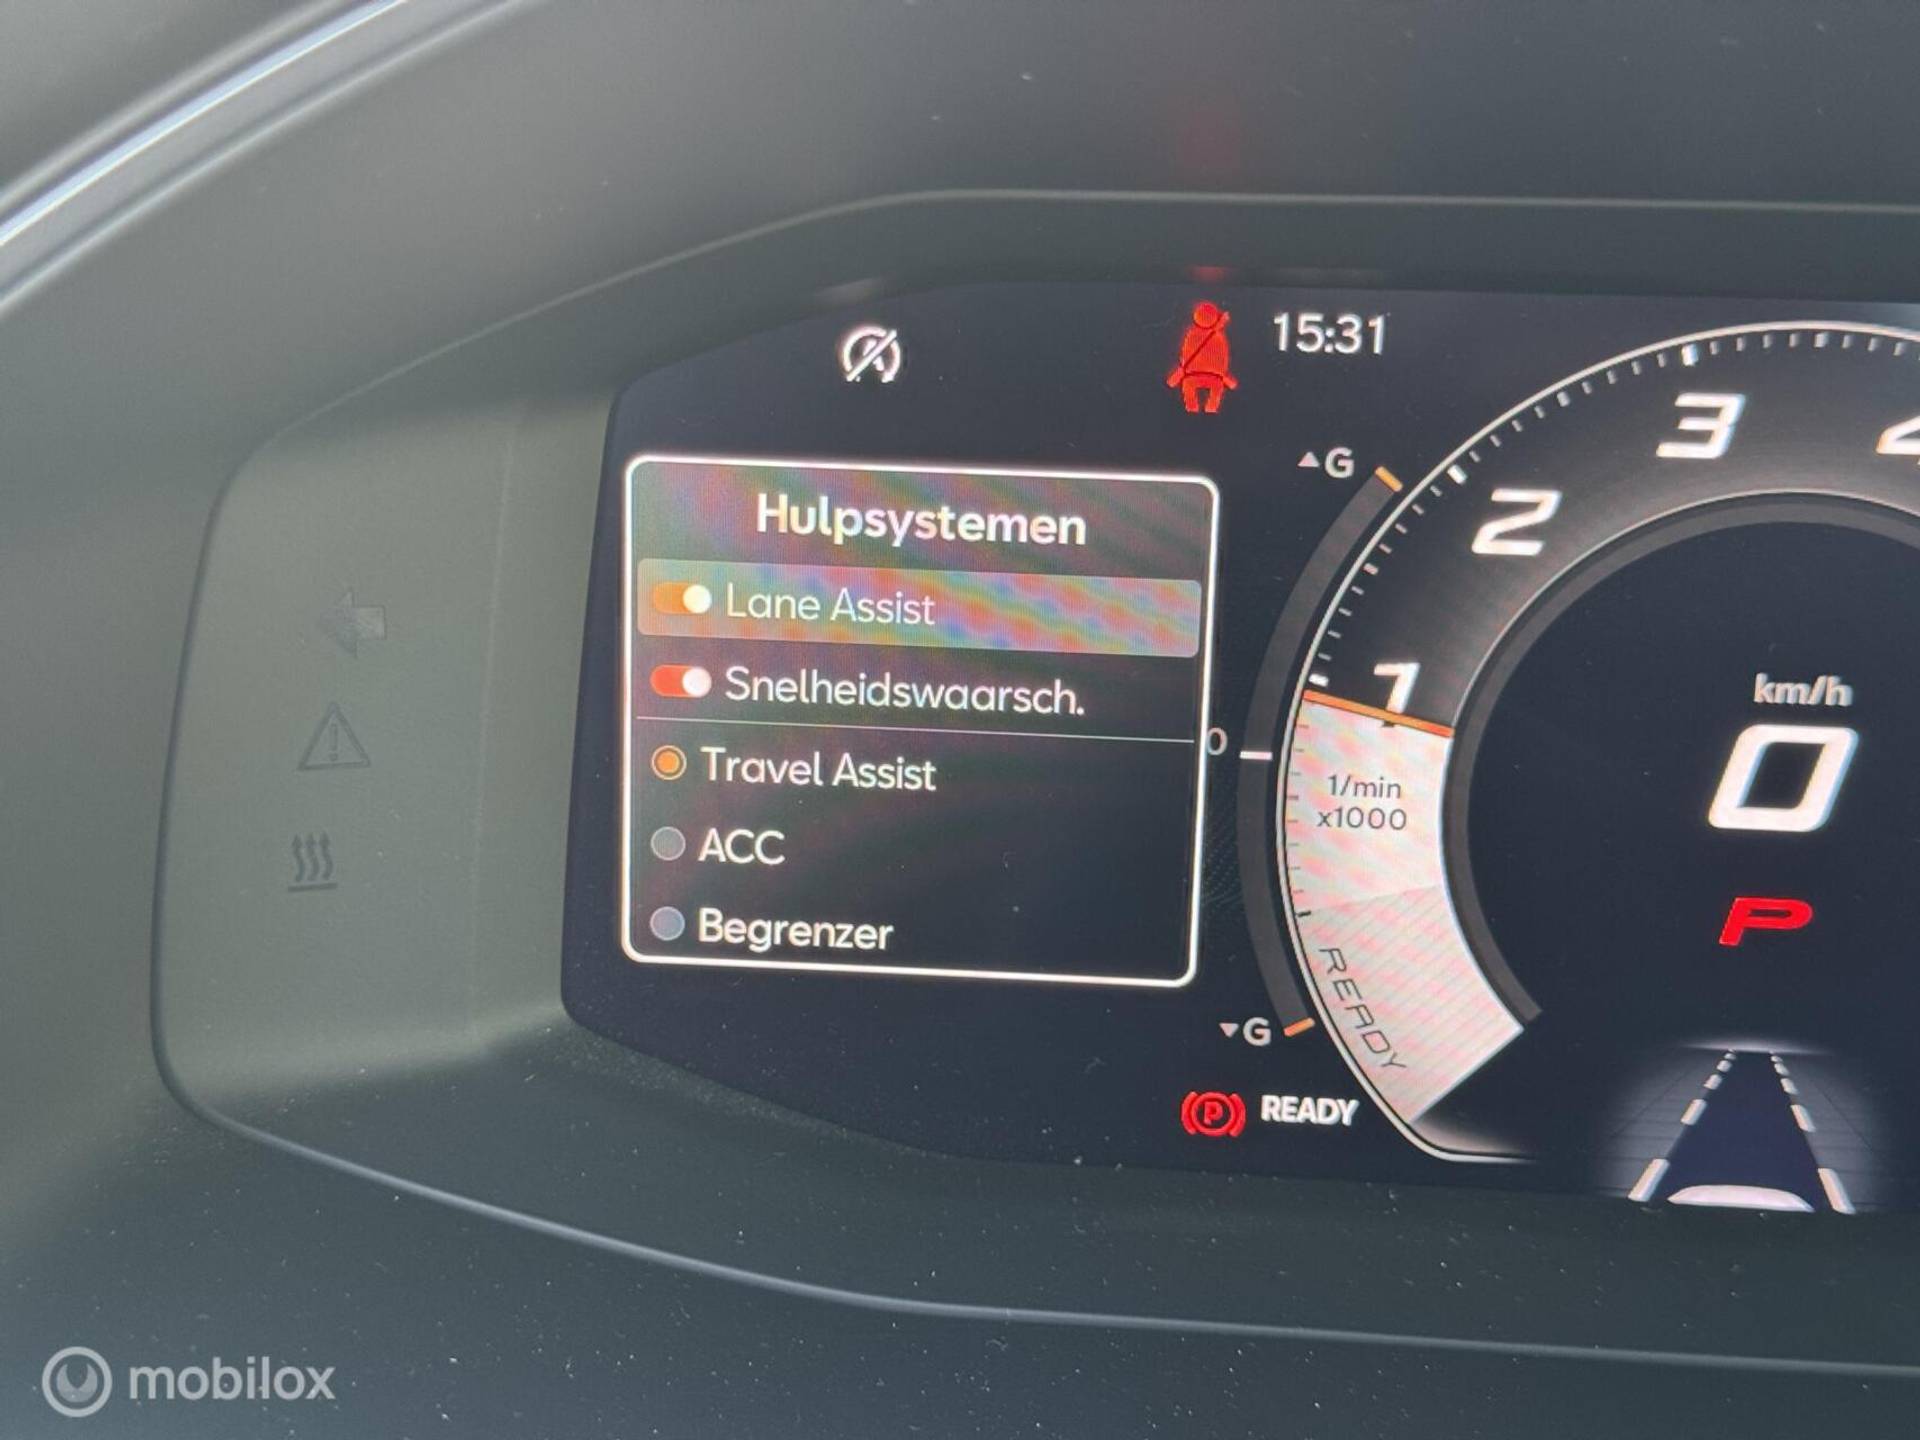 15:31
Hulpsystemen
Lane Assist
Snelheidswaarsch.
Travel Assist
ACC
Begrenzer
G
0
G
1
2
3
4
1/min
x1000
READY
km/h
0
P
P
READY
mobilox